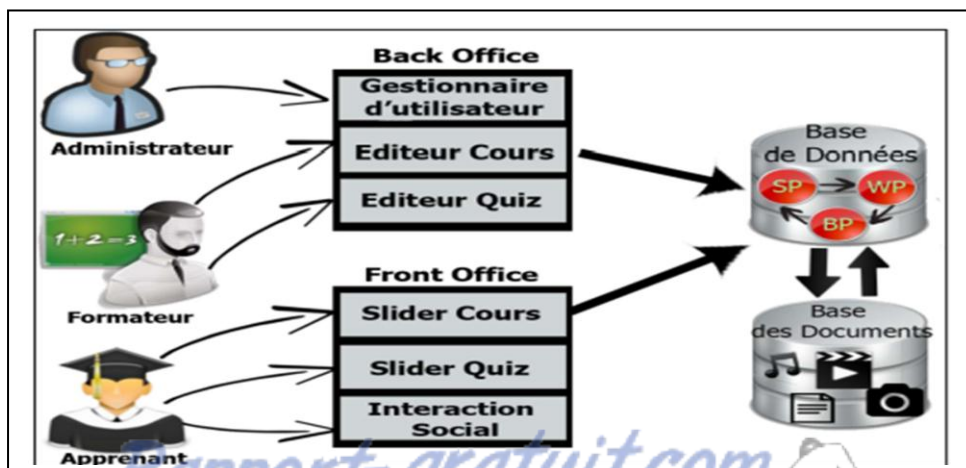 Back Office
Gestionnaire
d'utilisateur
Editeur Cours
Editeur Quiz
Administrateur
1+2=3
Formateur
Front Office
Slider Cours
Slider Quiz
Interaction
Social
Apprenant
Base
de Données
SP
WP
BP
Base
des Documents
Rapport-gratuit.com